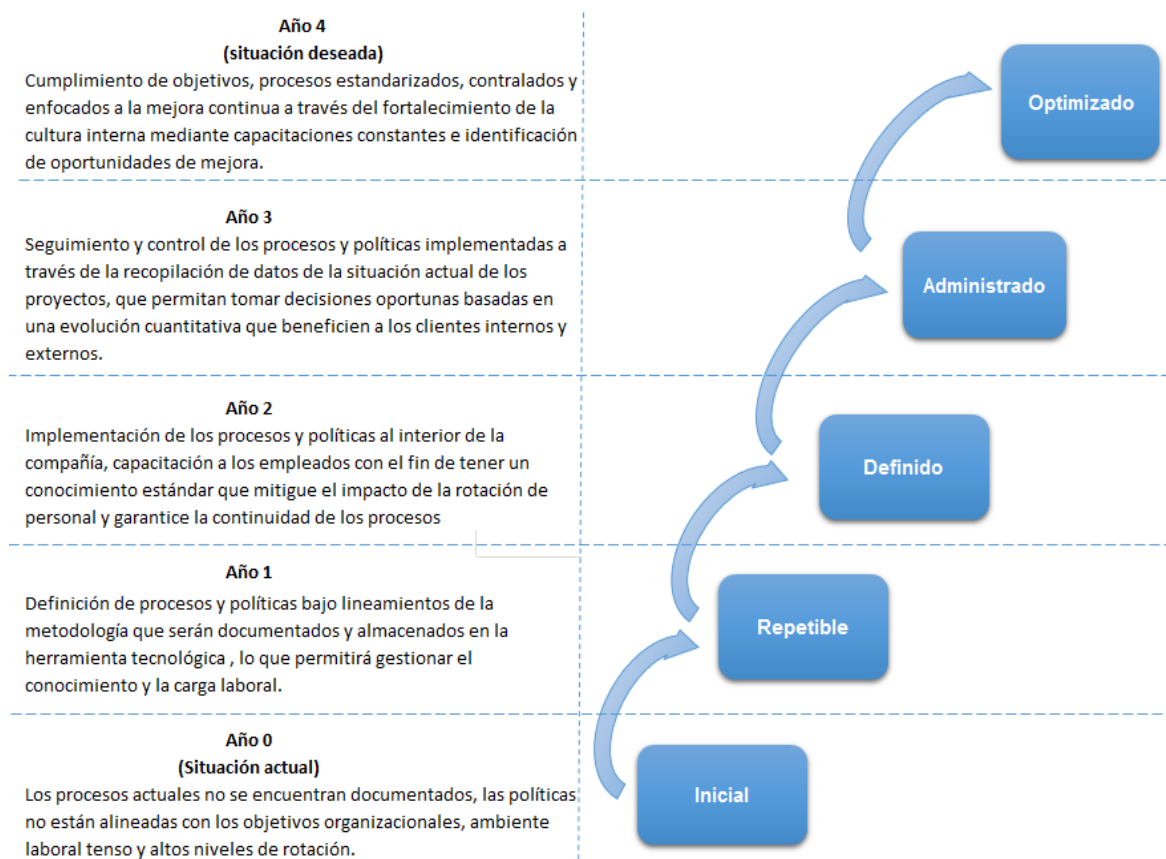 Año 4
(situación deseada)
Cumplimiento de objetivos, procesos estandarizados, contralados y
enfocados a la mejora continua a través del fortalecimiento de la
cultura interna mediante capacitaciones constantes e identificación
de oportunidades de mejora.
Optimizado
Año 3
Seguimiento y control de los procesos y políticas implementadas a
través de la recopilación de datos de la situación actual de los
proyectos, que permitan tomar decisiones oportunas basadas en
una evolución cuantitativa que beneficien a los clientes internos y
externos.
Administrado
Año 2
Implementación de los procesos y políticas al interior de la
compañía, capacitación a los empleados con el fin de tener un
conocimiento estándar que mitigue el impacto de la rotación de
personal y garantice la continuidad de los procesos
Definido
Año 1
Definición de procesos y políticas bajo lineamientos de la
metodología que serán documentados y almacenados en la
herramienta tecnológica , lo que permitirá gestionar el
conocimiento y la carga laboral.
Repetible
Año 0
(Situación actual)
Los procesos actuales no se encuentran documentados, las políticas
no están alineadas con los objetivos organizacionales, ambiente
laboral tenso y altos niveles de rotación.
Inicial